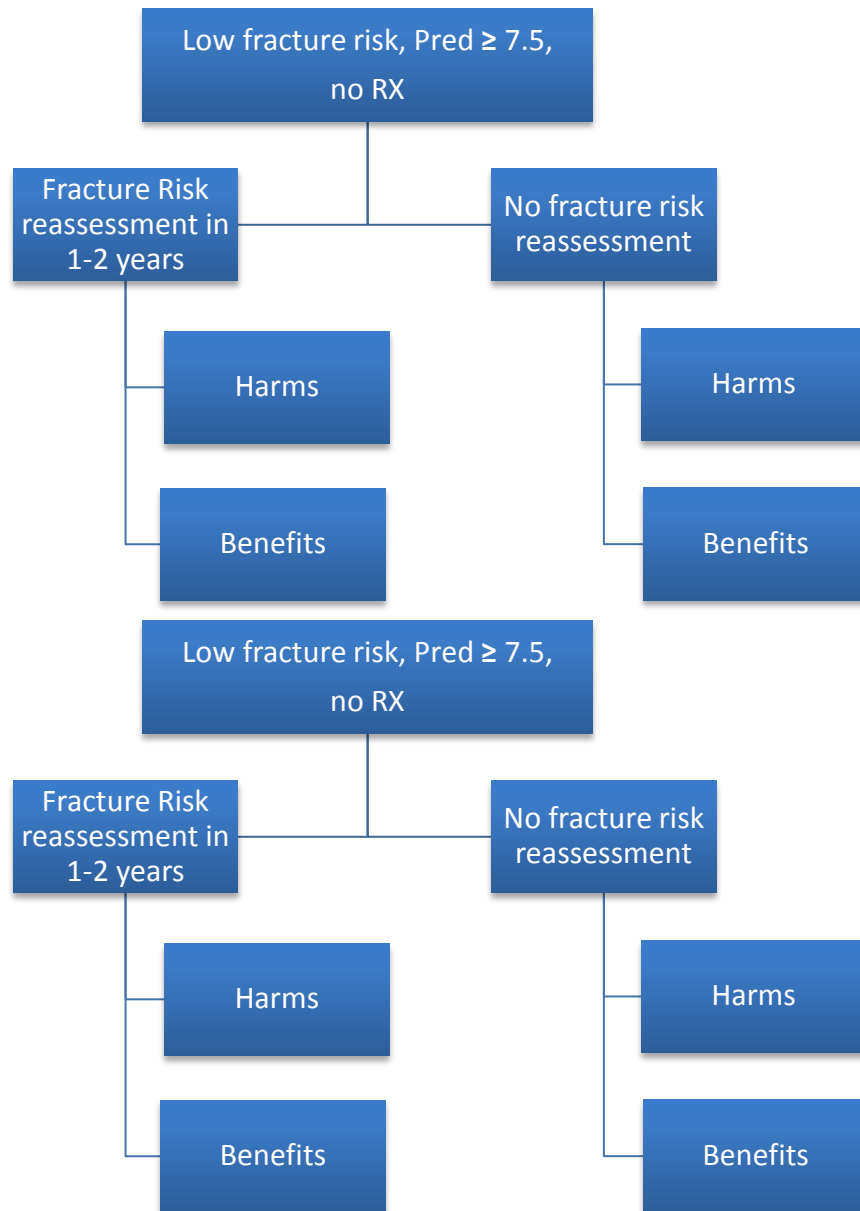 Low fracture risk, Pred ≥ 7.5,
no RX
Fracture Risk
reassessment in
1-2 years
No fracture risk
reassessment
Harms
Harms
Benefits
Benefits
Low fracture risk, Pred ≥ 7.5,
no RX
Fracture Risk
reassessment in
1-2 years
No fracture risk
reassessment
Harms
Harms
Benefits
Benefits